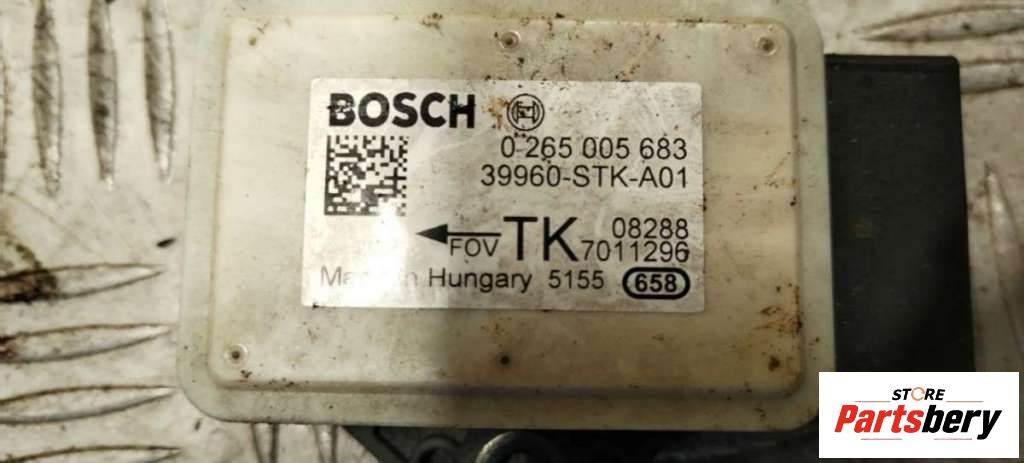 BOSCH
0 265 005 683
39960-STK-A01
FOV TK 08288
7011296
Hungary 5155 658
STORE
Partsbery